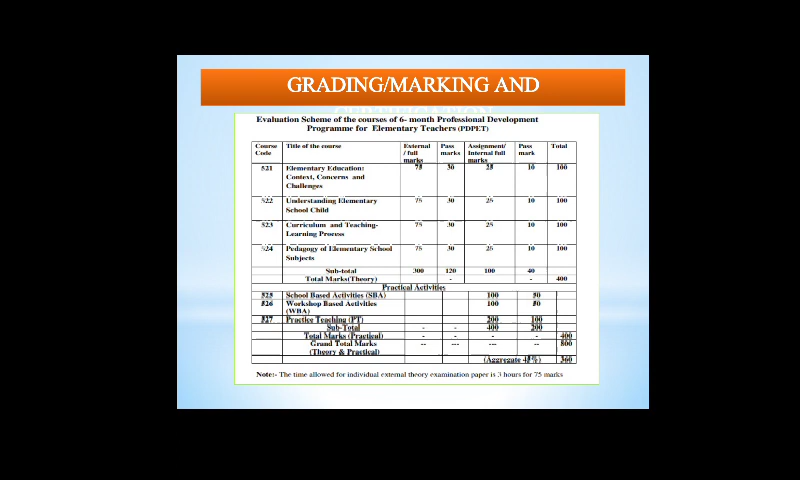 GRADING/MARKING AND
Evaluation Scheme of the courses of 6- month Professional Development
Programme for Elementary Teachers (PDPET)
Course Code Title of the course External / full marks Pass marks Assignment/ Internal full marks Pass mark Total
521 Elementary Education: Context, Concerns and Challenges 75 30 25 10 100
522 Understanding Elementary School Child 75 30 25 10 100
523 Curriculum and Teaching- Learning Process 75 30 25 10 100
524 Pedagogy of Elementary School Subjects 75 30 25 10 100
Sub-total 300 120 100 40
Total Marks(Theory) - - 400
Practical Activities
525 School Based Activities (SBA) 100 50
526 Workshop Based Activities (WBA) 100 50
527 Practice Teaching (PT) 200 100
Sub-Total - - 400 200
Total Marks (Practical) - - - - 400
Grand Total Marks (Theory & Practical) -- --- --- -- 800
(Aggregate 45%) 360
Note:- The time allowed for individual external theory examination paper is 3 hours for 75 marks